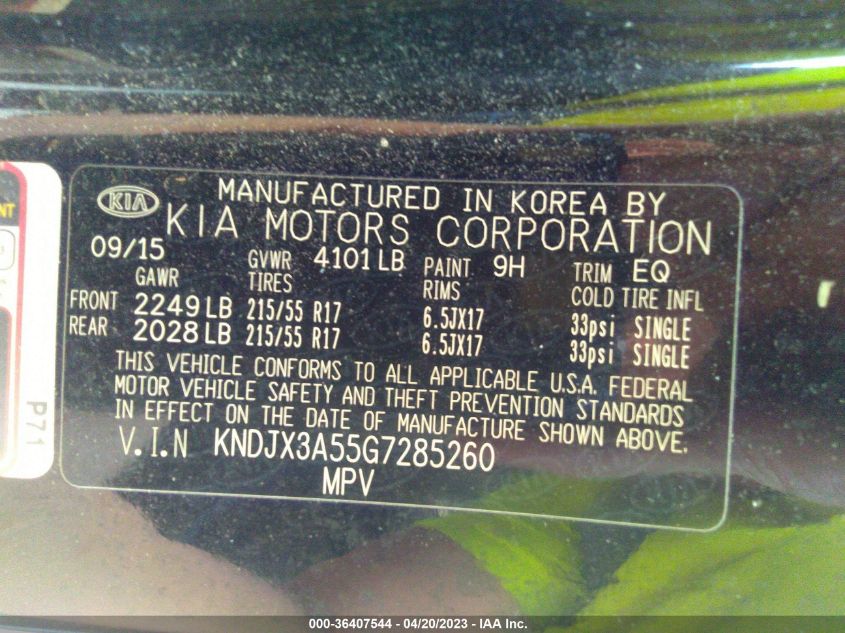 KIA
MANUFACTURED IN KOREA BY
KIA MOTORS CORPORATION
09/15 GVWR 4101 LB PAINT 9H TRIM EQ
GAWR TIRES RIMS COLD TIRE INFL
FRONT 2249 LB 215/55 R17 6.5JX17 33psi SINGLE
REAR 2028 LB 215/55 R17 6.5JX17 33psi SINGLE
THIS VEHICLE CONFORMS TO ALL APPLICABLE U.S.A. FEDERAL
MOTOR VEHICLE SAFETY AND THEFT PREVENTION STANDARDS
IN EFFECT ON THE DATE OF MANUFACTURE SHOWN ABOVE.
V.I.N KNDJX3A55G7285260
MPV
P71
000-36407544 - 04/20/2023 - IAA Inc.